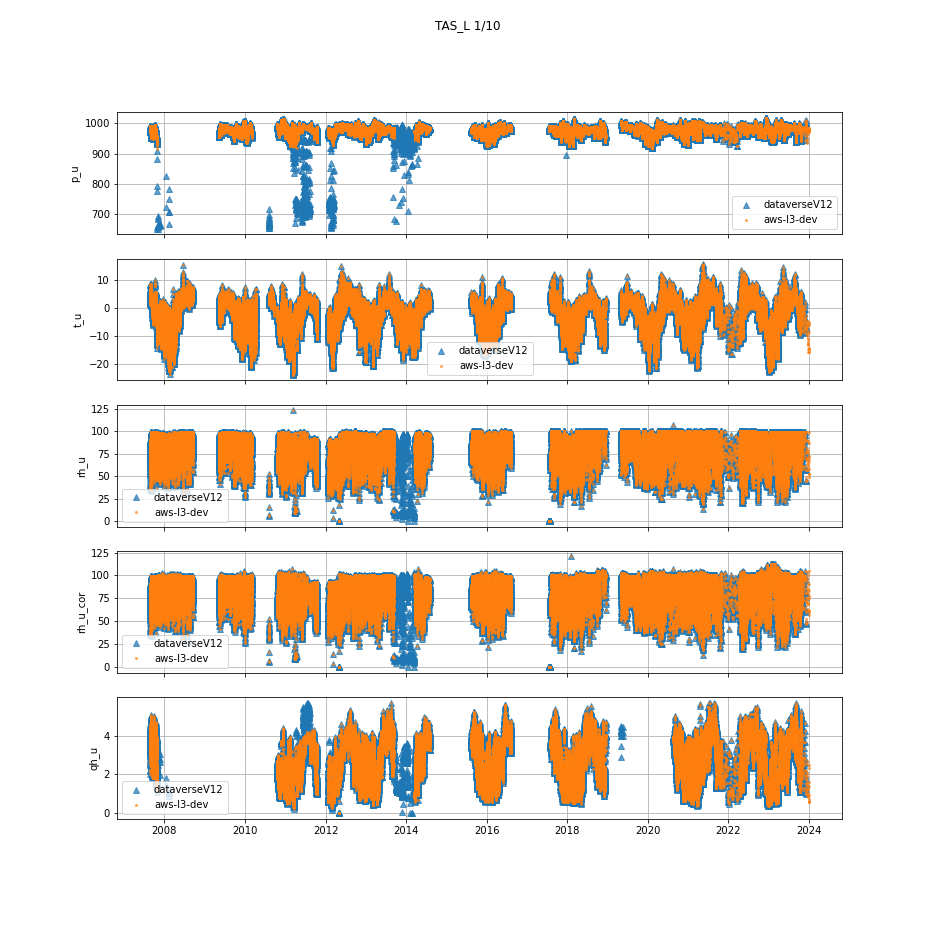 TAS_L 1/10
1000
900
800
700
p_u
dataverseV12
aws-l3-dev
10
0
−10
−20
t_u
dataverseV12
aws-l3-dev
125
100
75
50
25
0
rh_u
dataverseV12
aws-l3-dev
125
100
75
50
25
0
rh_u_cor
dataverseV12
aws-l3-dev
4
2
0
qh_u
dataverseV12
aws-l3-dev
2008 2010 2012 2014 2016 2018 2020 2022 2024